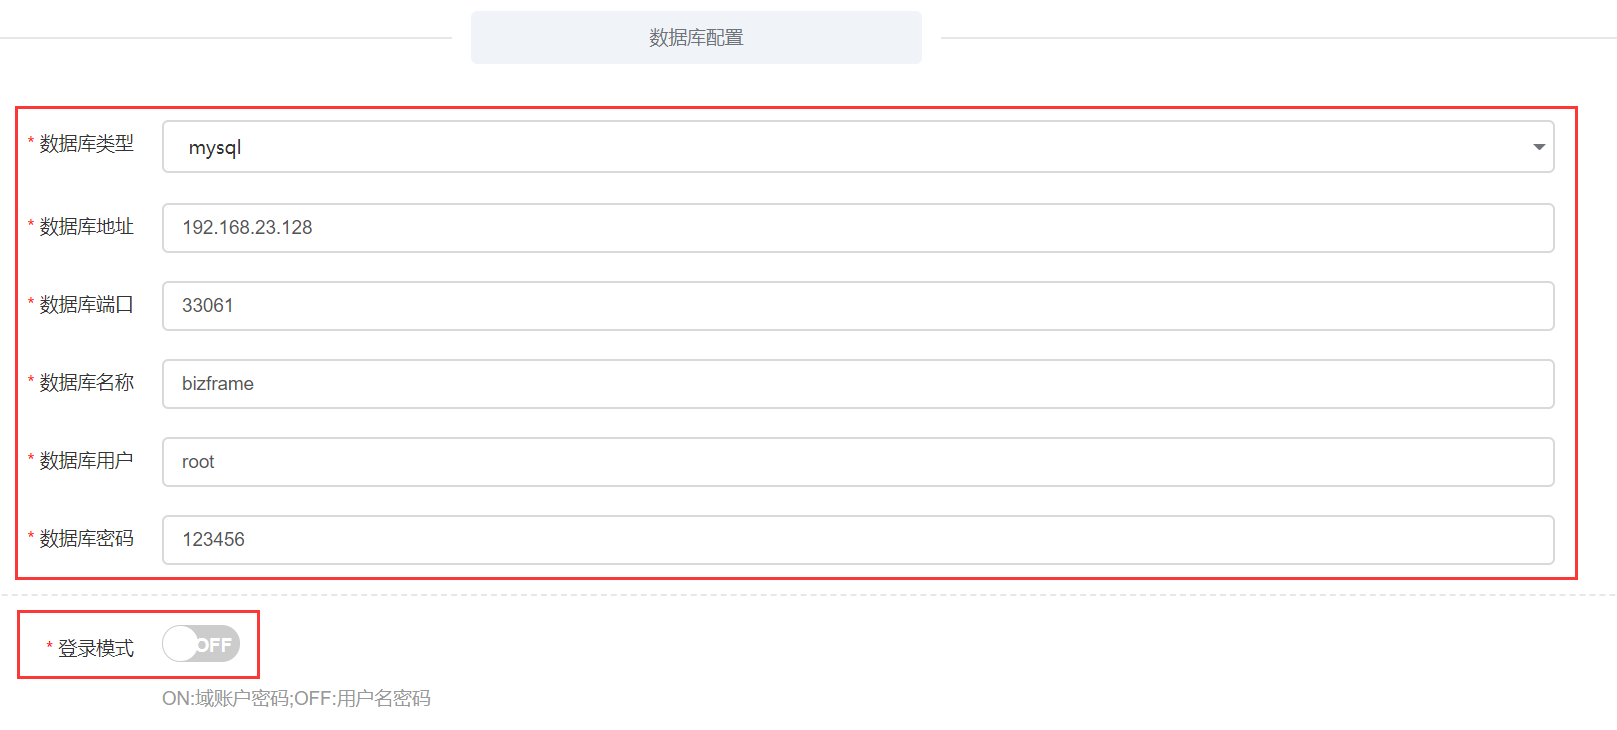 数据库配置
* 数据库类型 mysql
* 数据库地址 192.168.23.128
* 数据库端口 33061
* 数据库名称 bizframe
* 数据库用户 root
* 数据库密码 123456
* 登录模式 OFF
ON:域账户密码;OFF:用户名密码